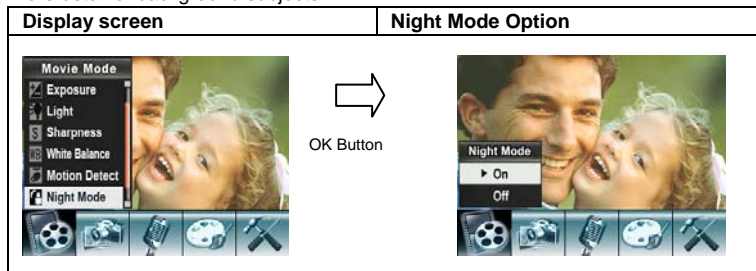 Display screen
Night Mode Option
Movie Mode
Exposure
Light
S Sharpness
WB White Balance
Motion Detect
Night Mode
OK Button
Night Mode
On
Off